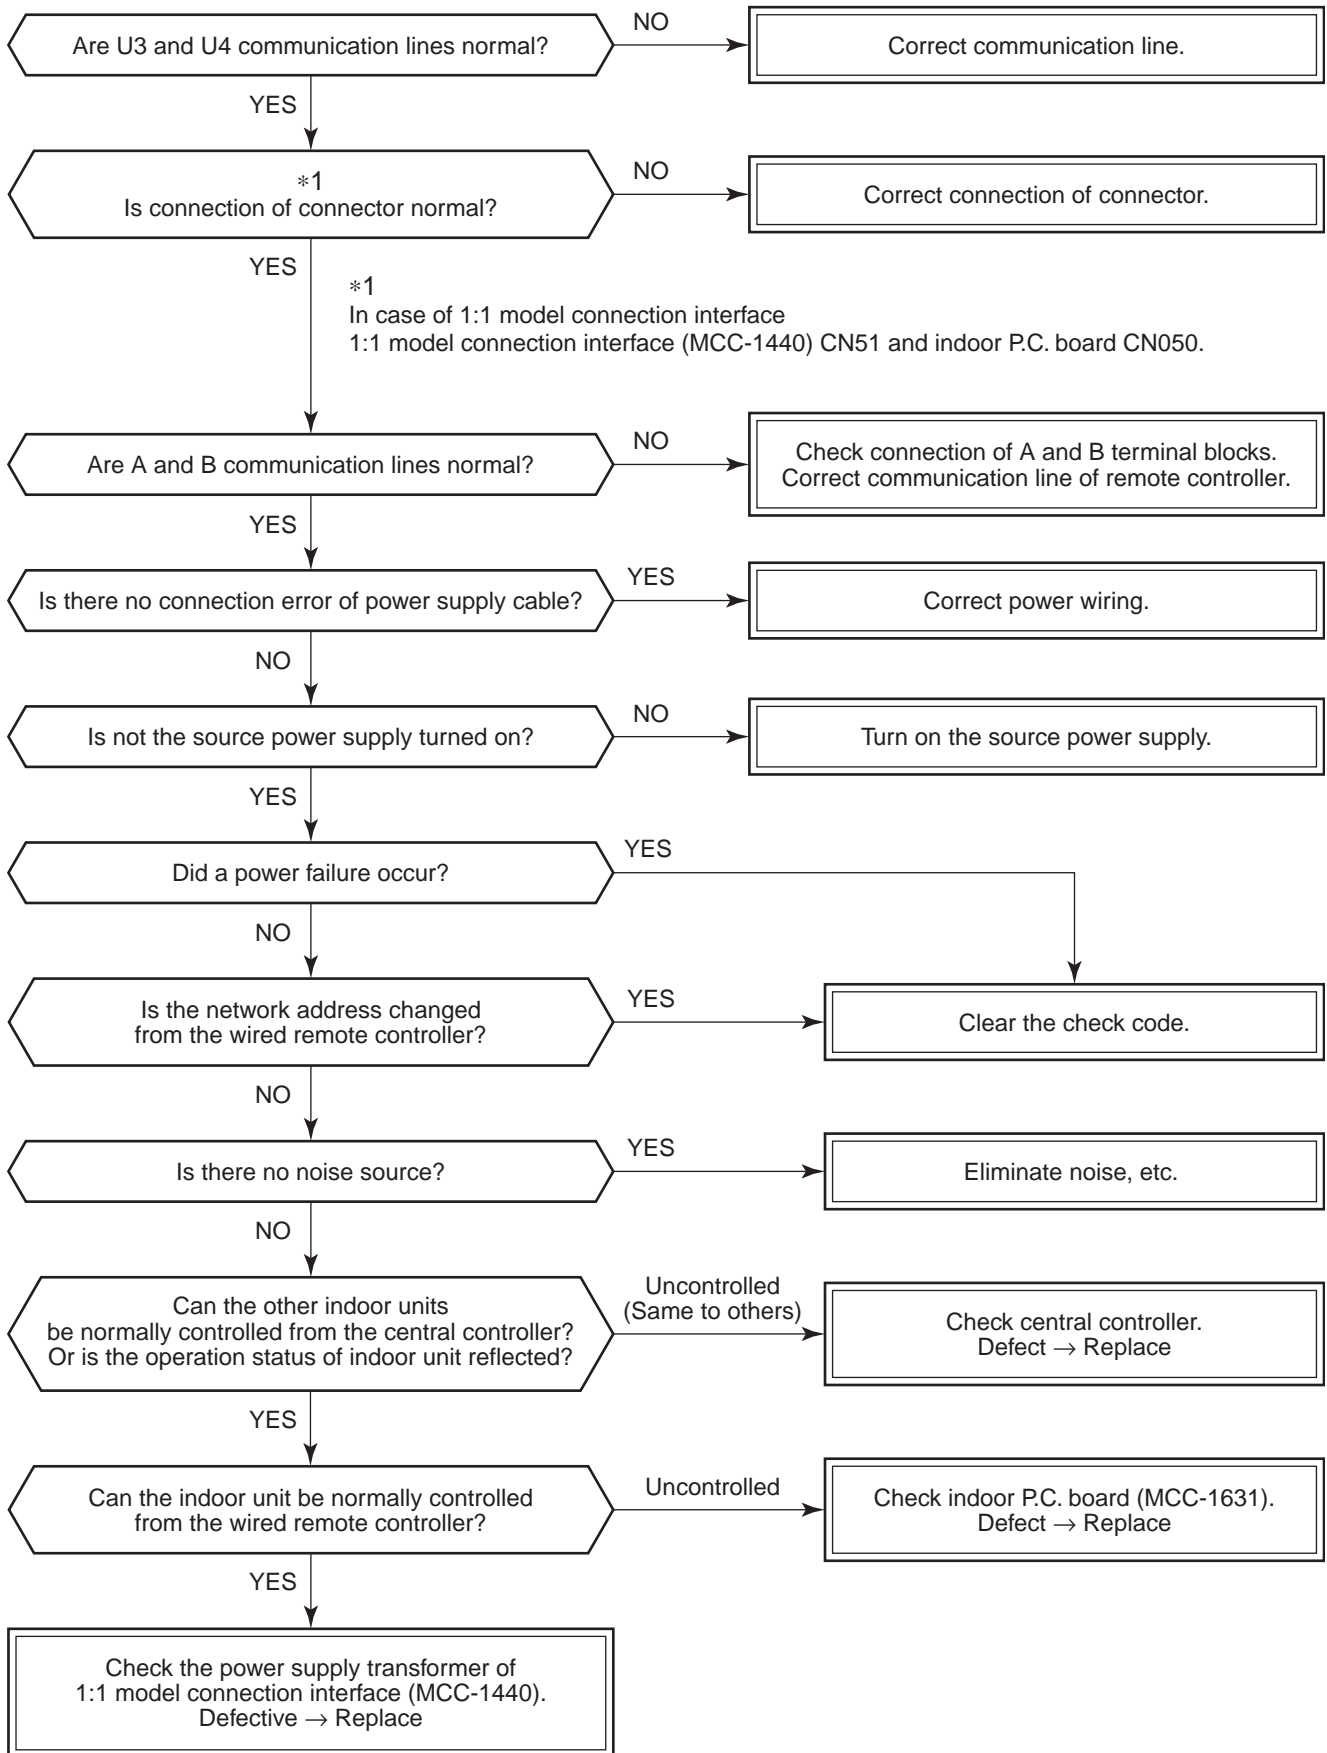 Are U3 and U4 communication lines normal?
NO
Correct communication line.
YES
*1
Is connection of connector normal?
NO
Correct connection of connector.
YES
*1
In case of 1:1 model connection interface
1:1 model connection interface (MCC-1440) CN51 and indoor P.C. board CN050.
Are A and B communication lines normal?
NO
Check connection of A and B terminal blocks.
Correct communication line of remote controller.
YES
Is there no connection error of power supply cable?
YES
Correct power wiring.
NO
Is not the source power supply turned on?
NO
Turn on the source power supply.
YES
Did a power failure occur?
YES
NO
Is the network address changed
from the wired remote controller?
YES
Clear the check code.
NO
Is there no noise source?
YES
Eliminate noise, etc.
NO
Can the other indoor units
be normally controlled from the central controller?
Or is the operation status of indoor unit reflected?
Uncontrolled
(Same to others)
Check central controller.
Defect → Replace
YES
Can the indoor unit be normally controlled
from the wired remote controller?
Uncontrolled
Check indoor P.C. board (MCC-1631).
Defect → Replace
YES
Check the power supply transformer of
1:1 model connection interface (MCC-1440).
Defective → Replace